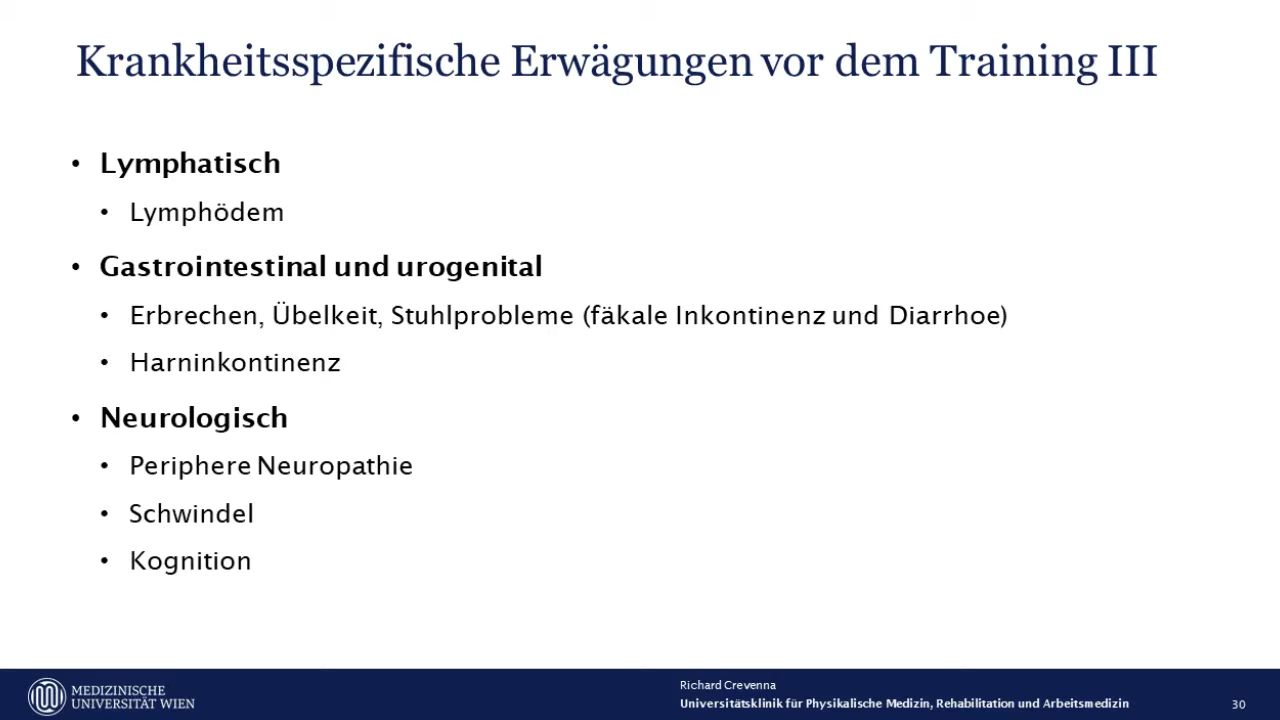 Krankheitsspezifische Erwägungen vor dem Training III
• Lymphatisch
• Lymphödem
• Gastrointestinal und urogenital
• Erbrechen, Übelkeit, Stuhlprobleme (fäkale Inkontinenz und Diarrhoe)
• Harninkontinenz
• Neurologisch
• Periphere Neuropathie
• Schwindel
• Kognition
MEDIZINISCHE
UNIVERSITÄT WIEN
Richard Crevenna
Universitätsklinik für Physikalische Medizin, Rehabilitation und Arbeitsmedizin
30